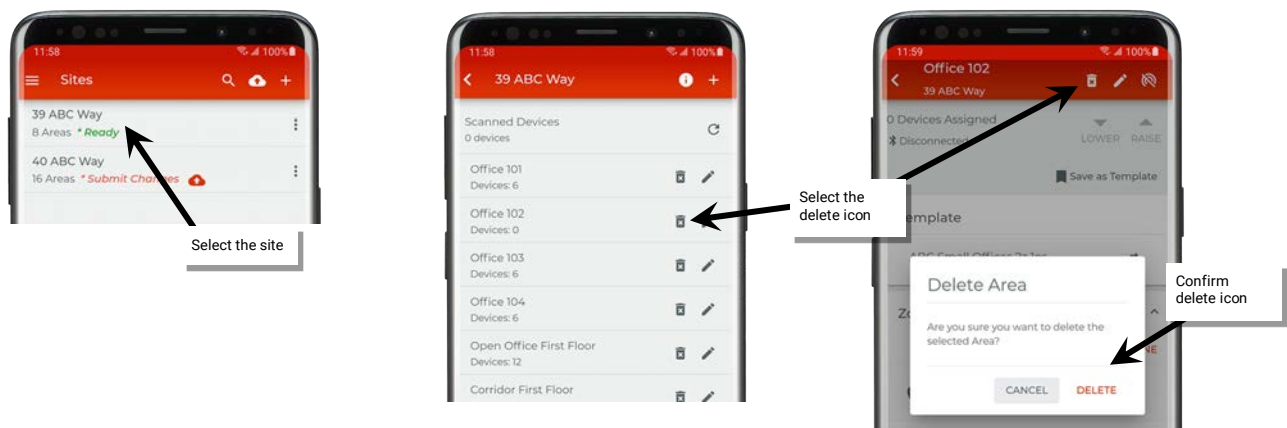 11:58
100%
Sites
39 ABC Way
8 Areas * Ready
40 ABC Way
16 Areas * Submit Changes
Select the site
11:58
100%
39 ABC Way
Scanned Devices
0 devices
Office 101
Devices: 6
Office 102
Devices: 0
Office 103
Devices: 6
Office 104
Devices: 6
Open Office First Floor
Devices: 12
Corridor First Floor
Select the
delete icon
11:59
100%
Office 102
39 ABC Way
0 Devices Assigned
Disconnected
LOWER RAISE
Save as Template
emplate
Delete Area
Are you sure you want to delete the
selected Area?
CANCEL DELETE
Confirm
delete icon